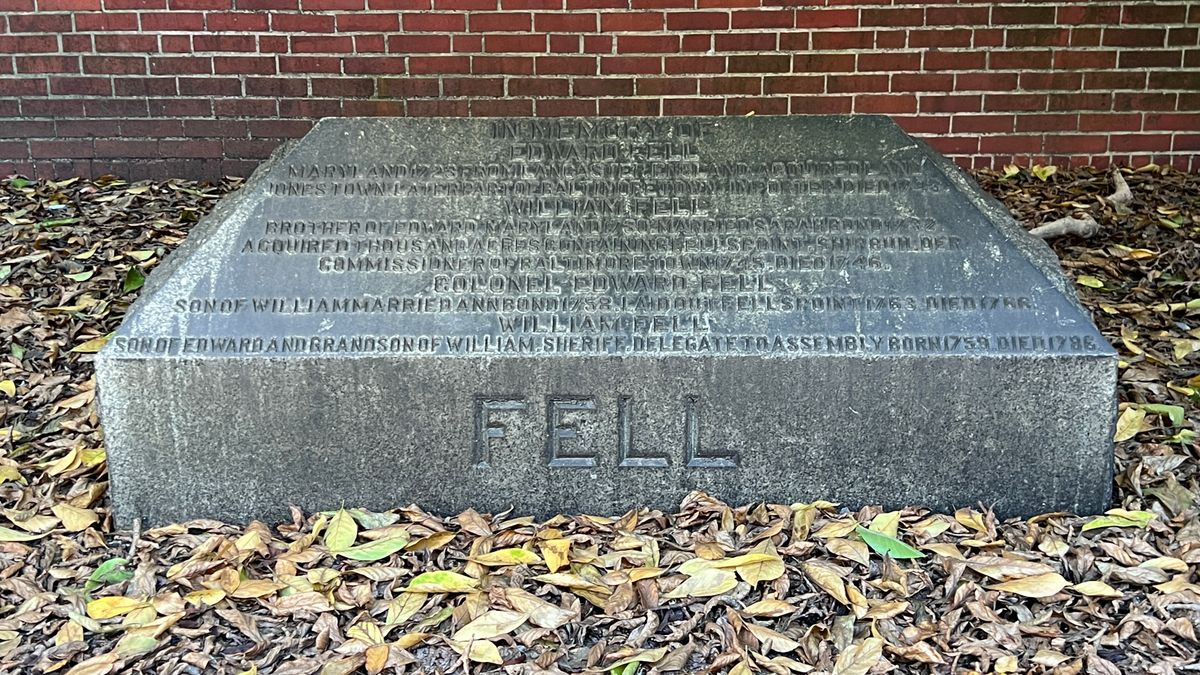 IN MEMORY OF
EDWARD FELL
MARYLAND 1723 FROM LANCASTER ENGLAND ACQUIRED LAND
JONESTOWN LATER PART OF BALTIMORE TOWN DIED
WILLIAM FELL
BROTHER OF EDWARD. MARYLAND 1730. MARRIED SARAH BOND 1732.
ACQUIRED THOUSAND ACRES CONTAINING FELLS POINT. SHIPBUILDER
COMMISSIONER OF BALTIMORE TOWN 1745. DIED 1746.
COLONEL EDWARD FELL
SON OF WILLIAM MARRIED ANN BOND 1758. LAID OUT FELLS POINT 1763. DIED 1766.
WILLIAM FELL
SON OF EDWARD AND GRANDSON OF WILLIAM. SHERIFF, DELEGATE TO ASSEMBLY BORN 1759. DIED 1786.
FELL